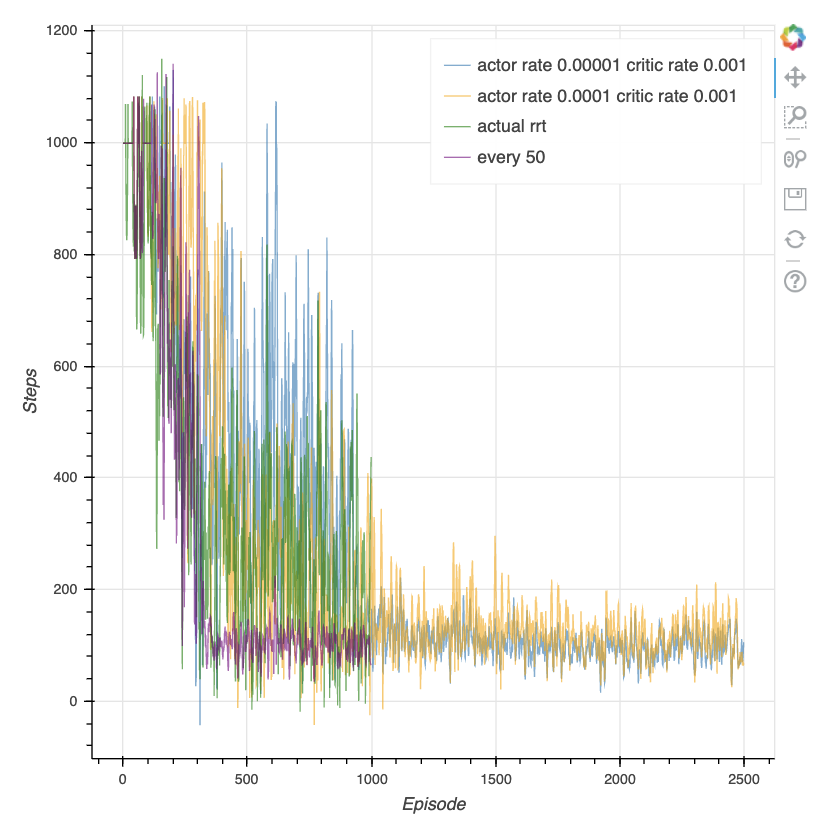 1200
1000
800
600
400
200
0
Steps
actor rate 0.00001 critic rate 0.001
actor rate 0.0001 critic rate 0.001
actual rrt
every 50
0
500
1000
1500
2000
2500
Episode